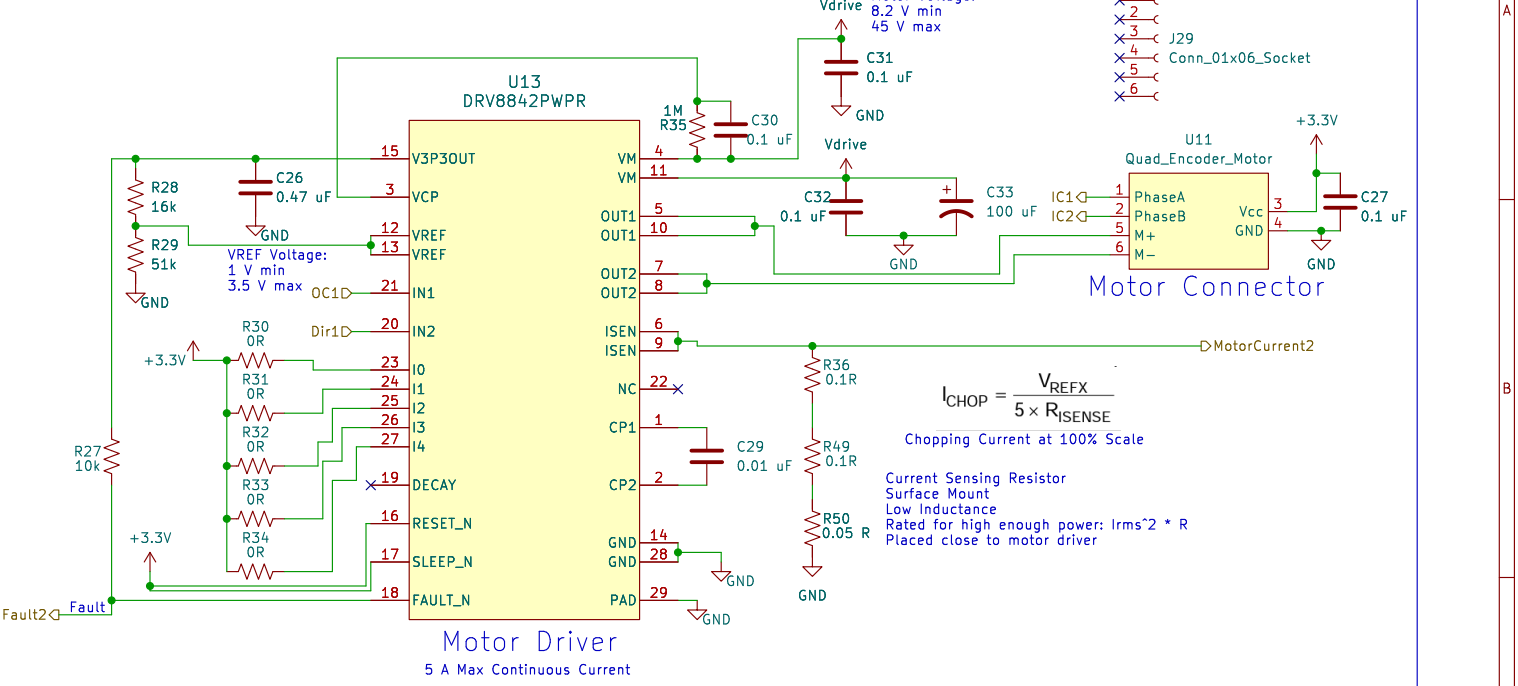 Vdrive
8.2 V min
45 V max
C31
0.1 uF
GND
2
3
4
5
6
J29
Conn_01x06_Socket
A
U13
DRV8842PWPR
1M
R35
C30
0.1 uF
+3.3V
U11
Quad_Encoder_Motor
15 V3P3OUT
VM 4
Vdrive
R28
16k
C26
0.47 uF
3 VCP
VM 11
C32
0.1 uF
C33
100 uF
IC1
1 PhaseA
IC2
2 PhaseB
Vcc 3
C27
0.1 uF
GND
12 VREF
13 VREF
OUT1 5
OUT1 10
GND
5 M+
6 M-
GND 4
GND
R29
51k
GND
VREF Voltage:
1 V min
3.5 V max
OUT2 7
OUT2 8
Motor Connector
OC1
21 IN1
Dir1
20 IN2
ISEN 6
ISEN 9
MotorCurrent2
R30
0R
+3.3V
23 I0
R31
0R
24 I1
25 I2
R32
0R
26 I3
27 I4
R33
0R
R34
0R
NC 22
R36
0.1R
I_CHOP = V_REFX / 5 × R_ISENSE
B
Chopping Current at 100% Scale
CP1 1
C29
0.01 uF
CP2 2
R49
0.1R
R27
10k
19 DECAY
Current Sensing Resistor
Surface Mount
Low Inductance
Rated for high enough power: Irms^2 * R
Placed close to motor driver
R50
0.05 R
GND
+3.3V
16 RESET_N
17 SLEEP_N
18 FAULT_N
GND 14
GND 28
GND
PAD 29
GND
Fault2
Fault
Motor Driver
5 A Max Continuous Current